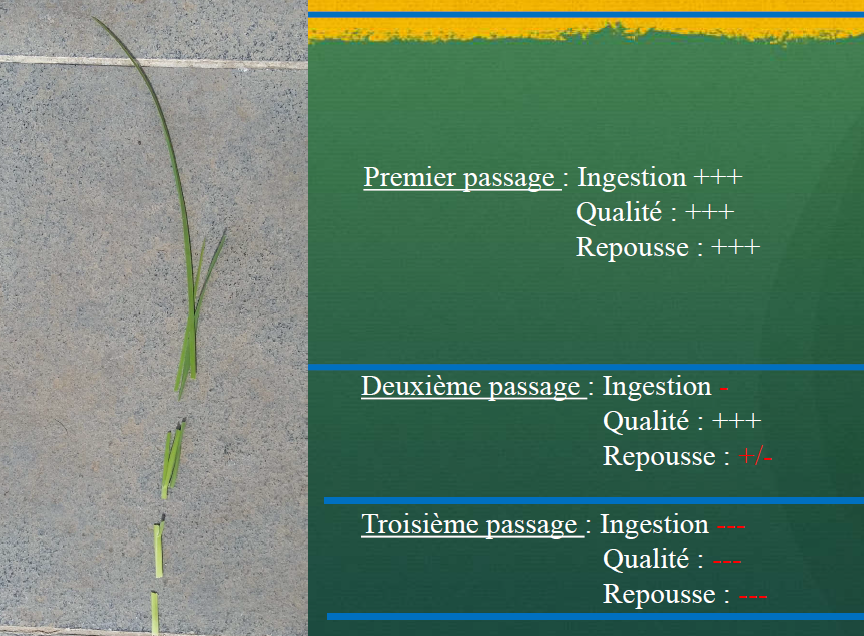 Premier passage : Ingestion +++
Qualité : +++
Repousse : +++
Deuxième passage : Ingestion -
Qualité : +++
Repousse : +/-
Troisième passage : Ingestion ---
Qualité : ---
Repousse : ---